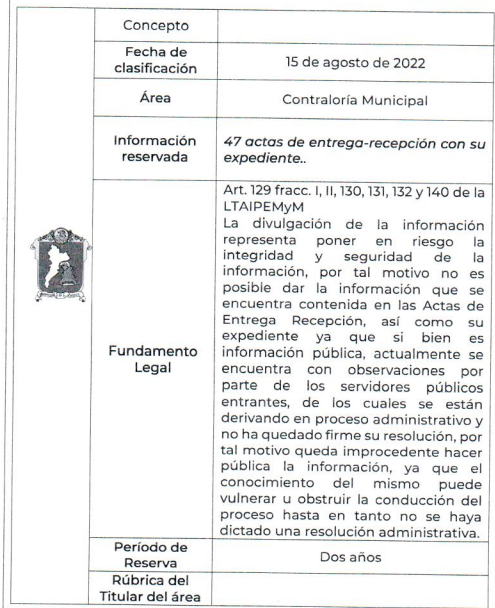 Concepto
Fecha de
clasificación
15 de agosto de 2022
Área
Contraloría Municipal
Información
reservada
47 actas de entrega-recepción con su
expediente..
Fundamento
Legal
Art. 129 fracc. I, II, 130, 131, 132 y 140 de la
LTAIPEMyM
La divulgación de la información
representa poner en riesgo la
integridad y seguridad de la
información, por tal motivo no es
posible dar la información que se
encuentra contenida en las Actas de
Entrega Recepción, así como su
expediente ya que si bien es
información pública, actualmente se
encuentra con observaciones por
parte de los servidores públicos
entrantes, de los cuales se están
derivando en proceso administrativo y
no ha quedado firme su resolución, por
tal motivo queda improcedente hacer
pública la información, ya que el
conocimiento del mismo puede
vulnerar u obstruir la conducción del
proceso hasta en tanto no se haya
dictado una resolución administrativa.
Período de
Reserva
Dos años
Rúbrica del
Titular del área